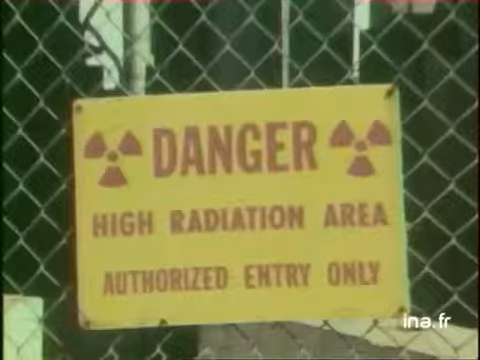 DANGER
HIGH RADIATION AREA
AUTHORIZED ENTRY ONLY
ina.fr